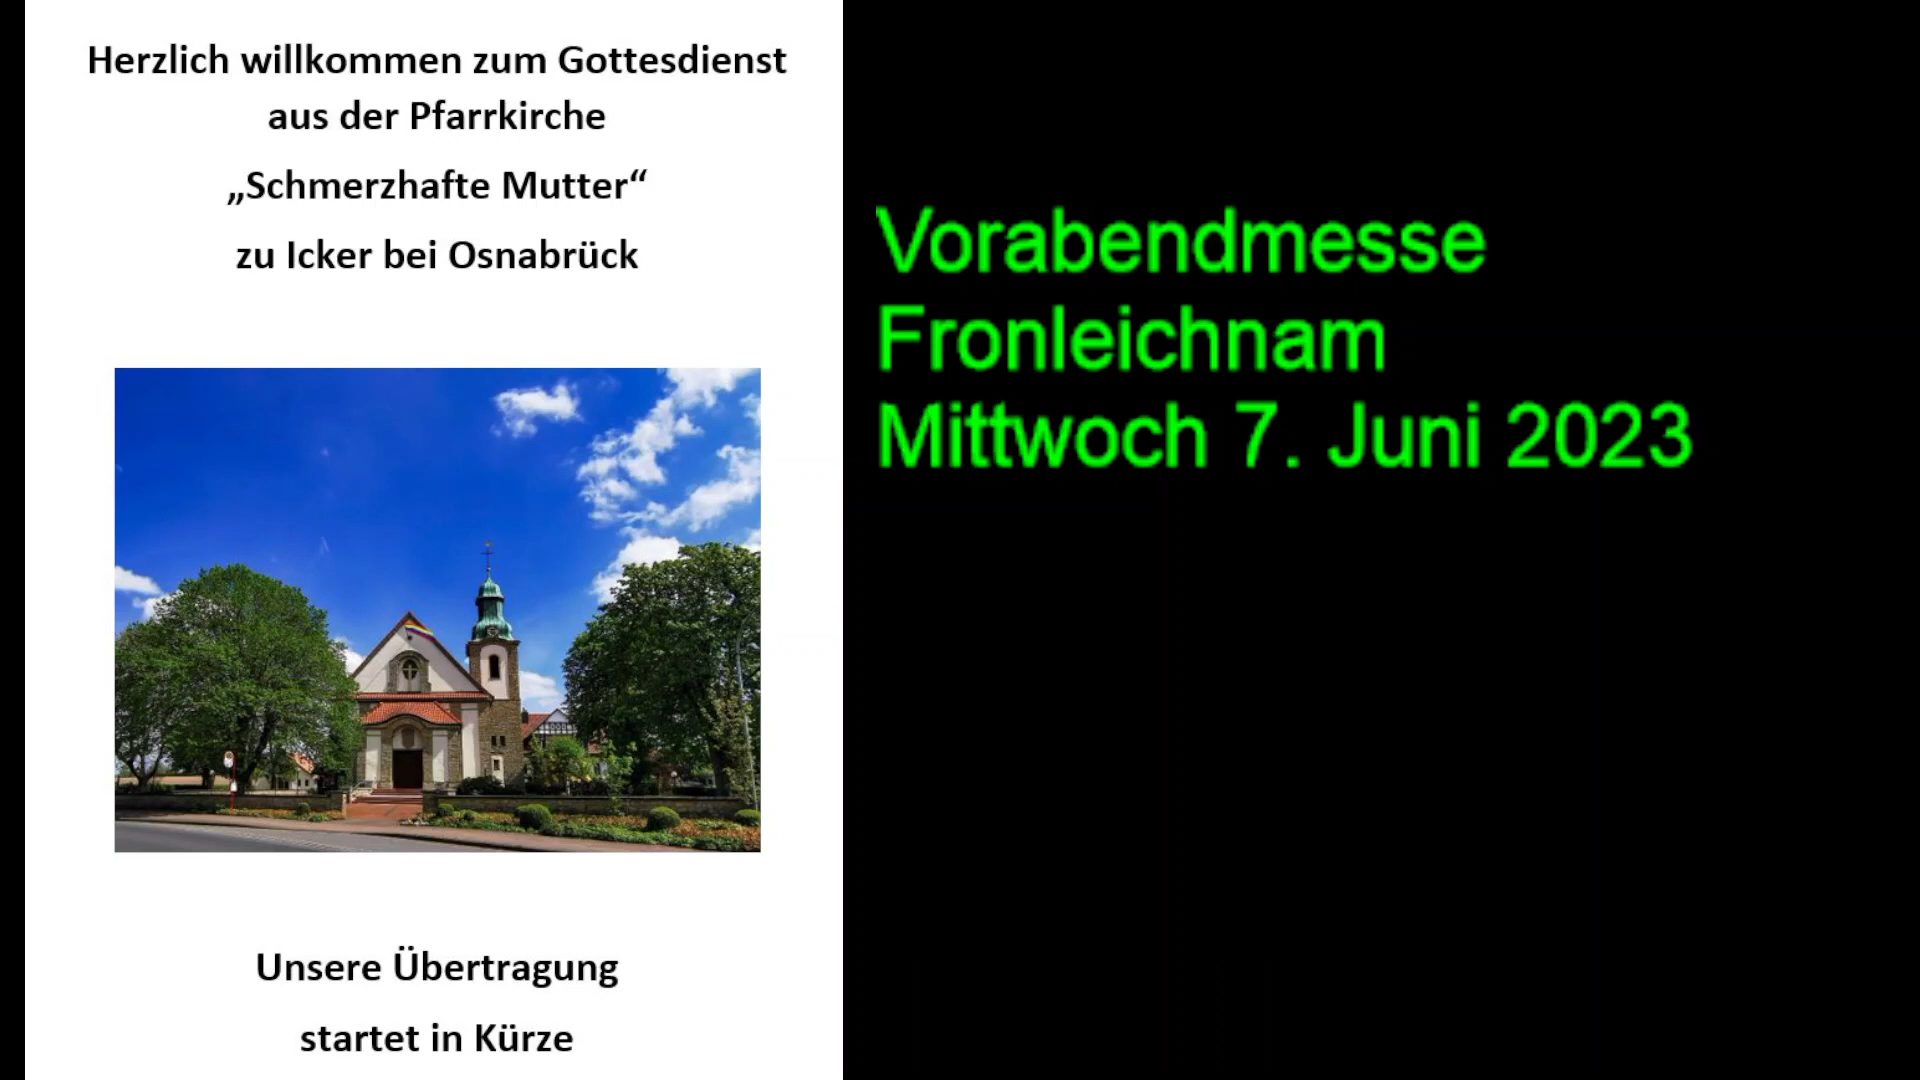 Herzlich willkommen zum Gottesdienst
aus der Pfarrkirche
„Schmerzhafte Mutter“
zu Icker bei Osnabrück
Unsere Übertragung
startet in Kürze
Vorabendmesse
Fronleichnam
Mittwoch 7. Juni 2023